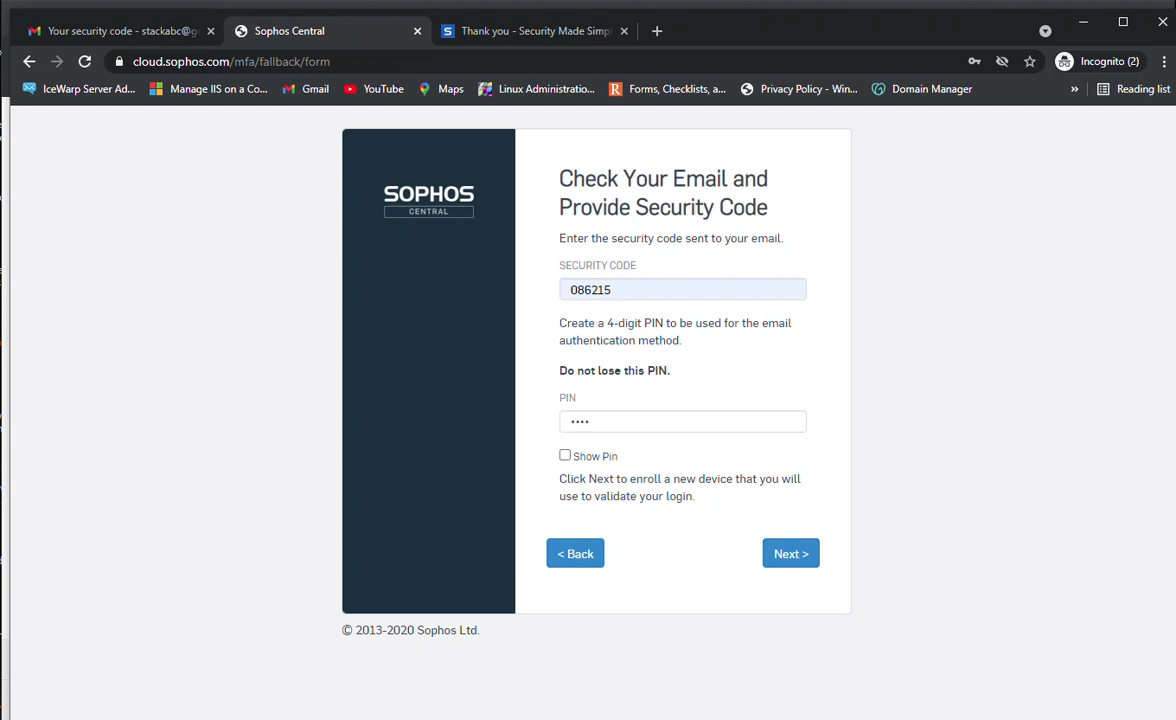 Your security code - stackabc@g
Sophos Central
Thank you - Security Made Simpl
cloud.sophos.com/mfa/fallback/form
Incognito (2)
IceWarp Server Ad...
Manage IIS on a Co...
Gmail
YouTube
Maps
Linux Administratio...
Forms, Checklists, a...
Privacy Policy - Win...
Domain Manager
»
Reading list
SOPHOS
CENTRAL
Check Your Email and
Provide Security Code
Enter the security code sent to your email.
SECURITY CODE
086215
Create a 4-digit PIN to be used for the email
authentication method.
Do not lose this PIN.
PIN
••••
Show Pin
Click Next to enroll a new device that you will
use to validate your login.
< Back
Next >
© 2013-2020 Sophos Ltd.